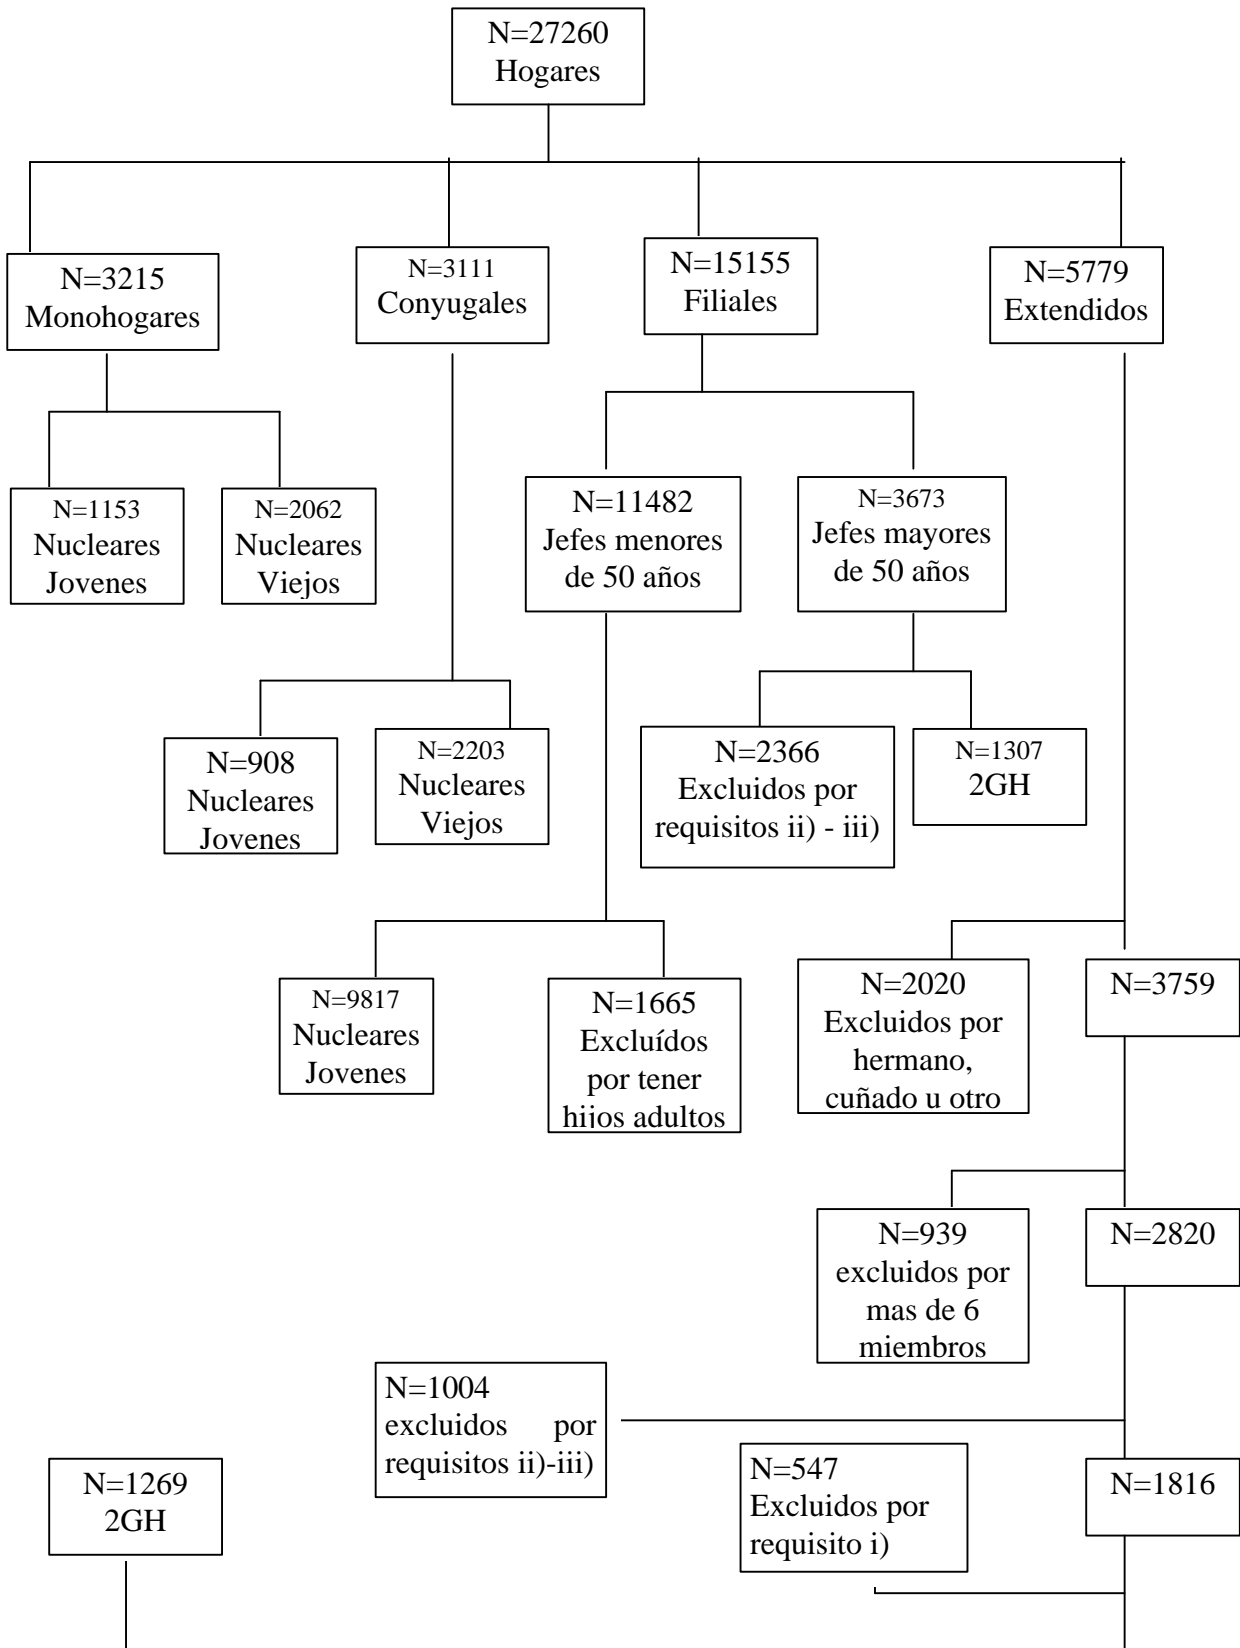 N=27260
Hogares
N=3215
Monohogares
N=3111
Conyugales
N=15155
Filiales
N=5779
Extendidos
N=1153
Nucleares
Jovenes
N=2062
Nucleares
Viejos
N=11482
Jefes menores
de 50 años
N=3673
Jefes mayores
de 50 años
N=908
Nucleares
Jovenes
N=2203
Nucleares
Viejos
N=2366
Excluidos por
requisitos ii) - iii)
N=1307
2GH
N=9817
Nucleares
Jovenes
N=1665
Excluídos
por tener
hijos adultos
N=2020
Excluidos por
hermano,
cuñado u otro
N=3759
N=939
excluidos por
mas de 6
miembros
N=2820
N=1004
excluidos por
requisitos ii)-iii)
N=547
Excluidos por
requisito i)
N=1816
N=1269
2GH